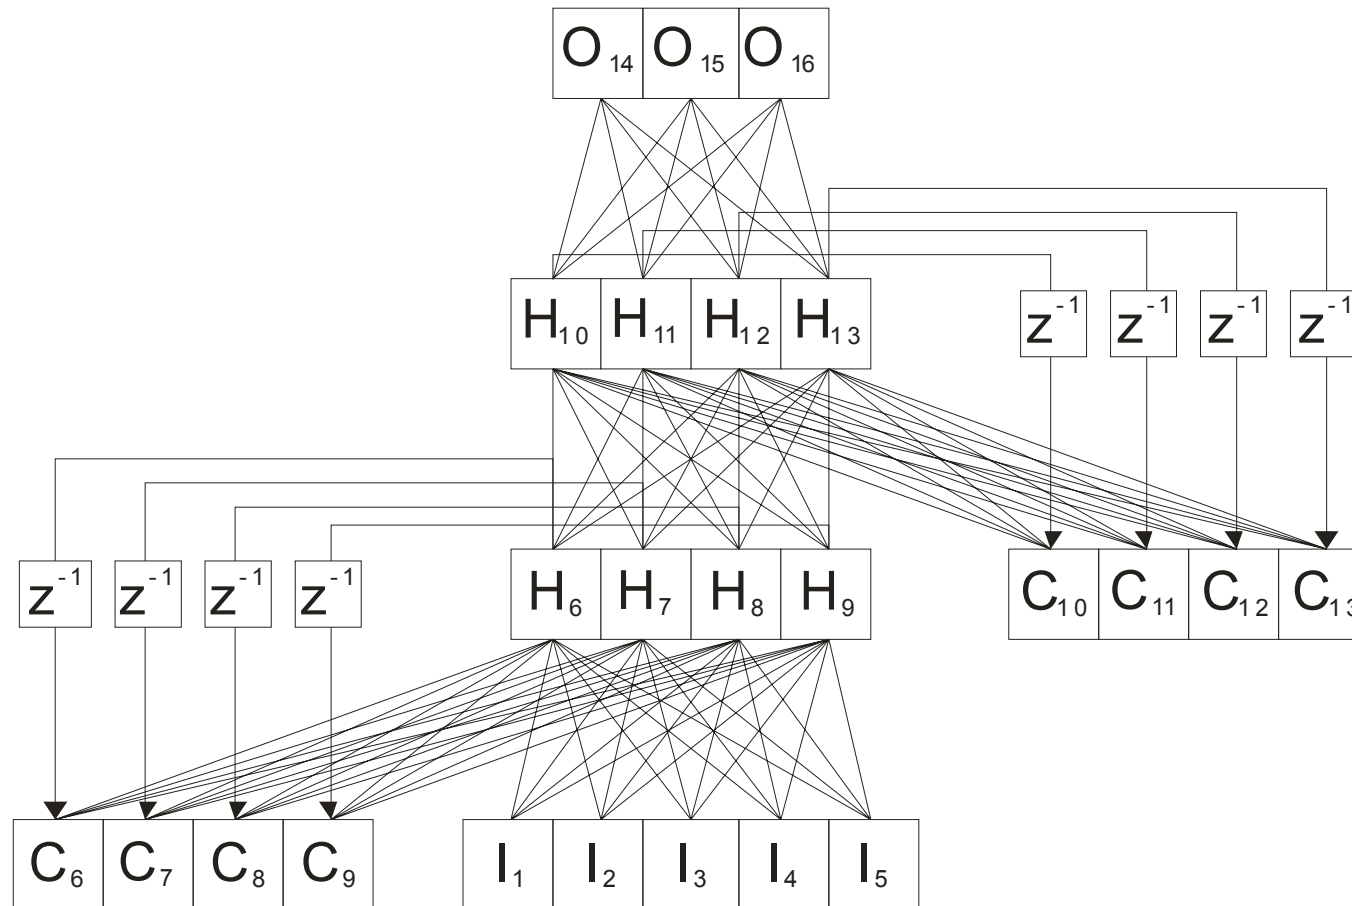 O14 O15 O16
H10 H11 H12 H13
z-1 z-1 z-1 z-1
H6 H7 H8 H9
C10 C11 C12 C13
z-1 z-1 z-1 z-1
C6 C7 C8 C9 I1 I2 I3 I4 I5